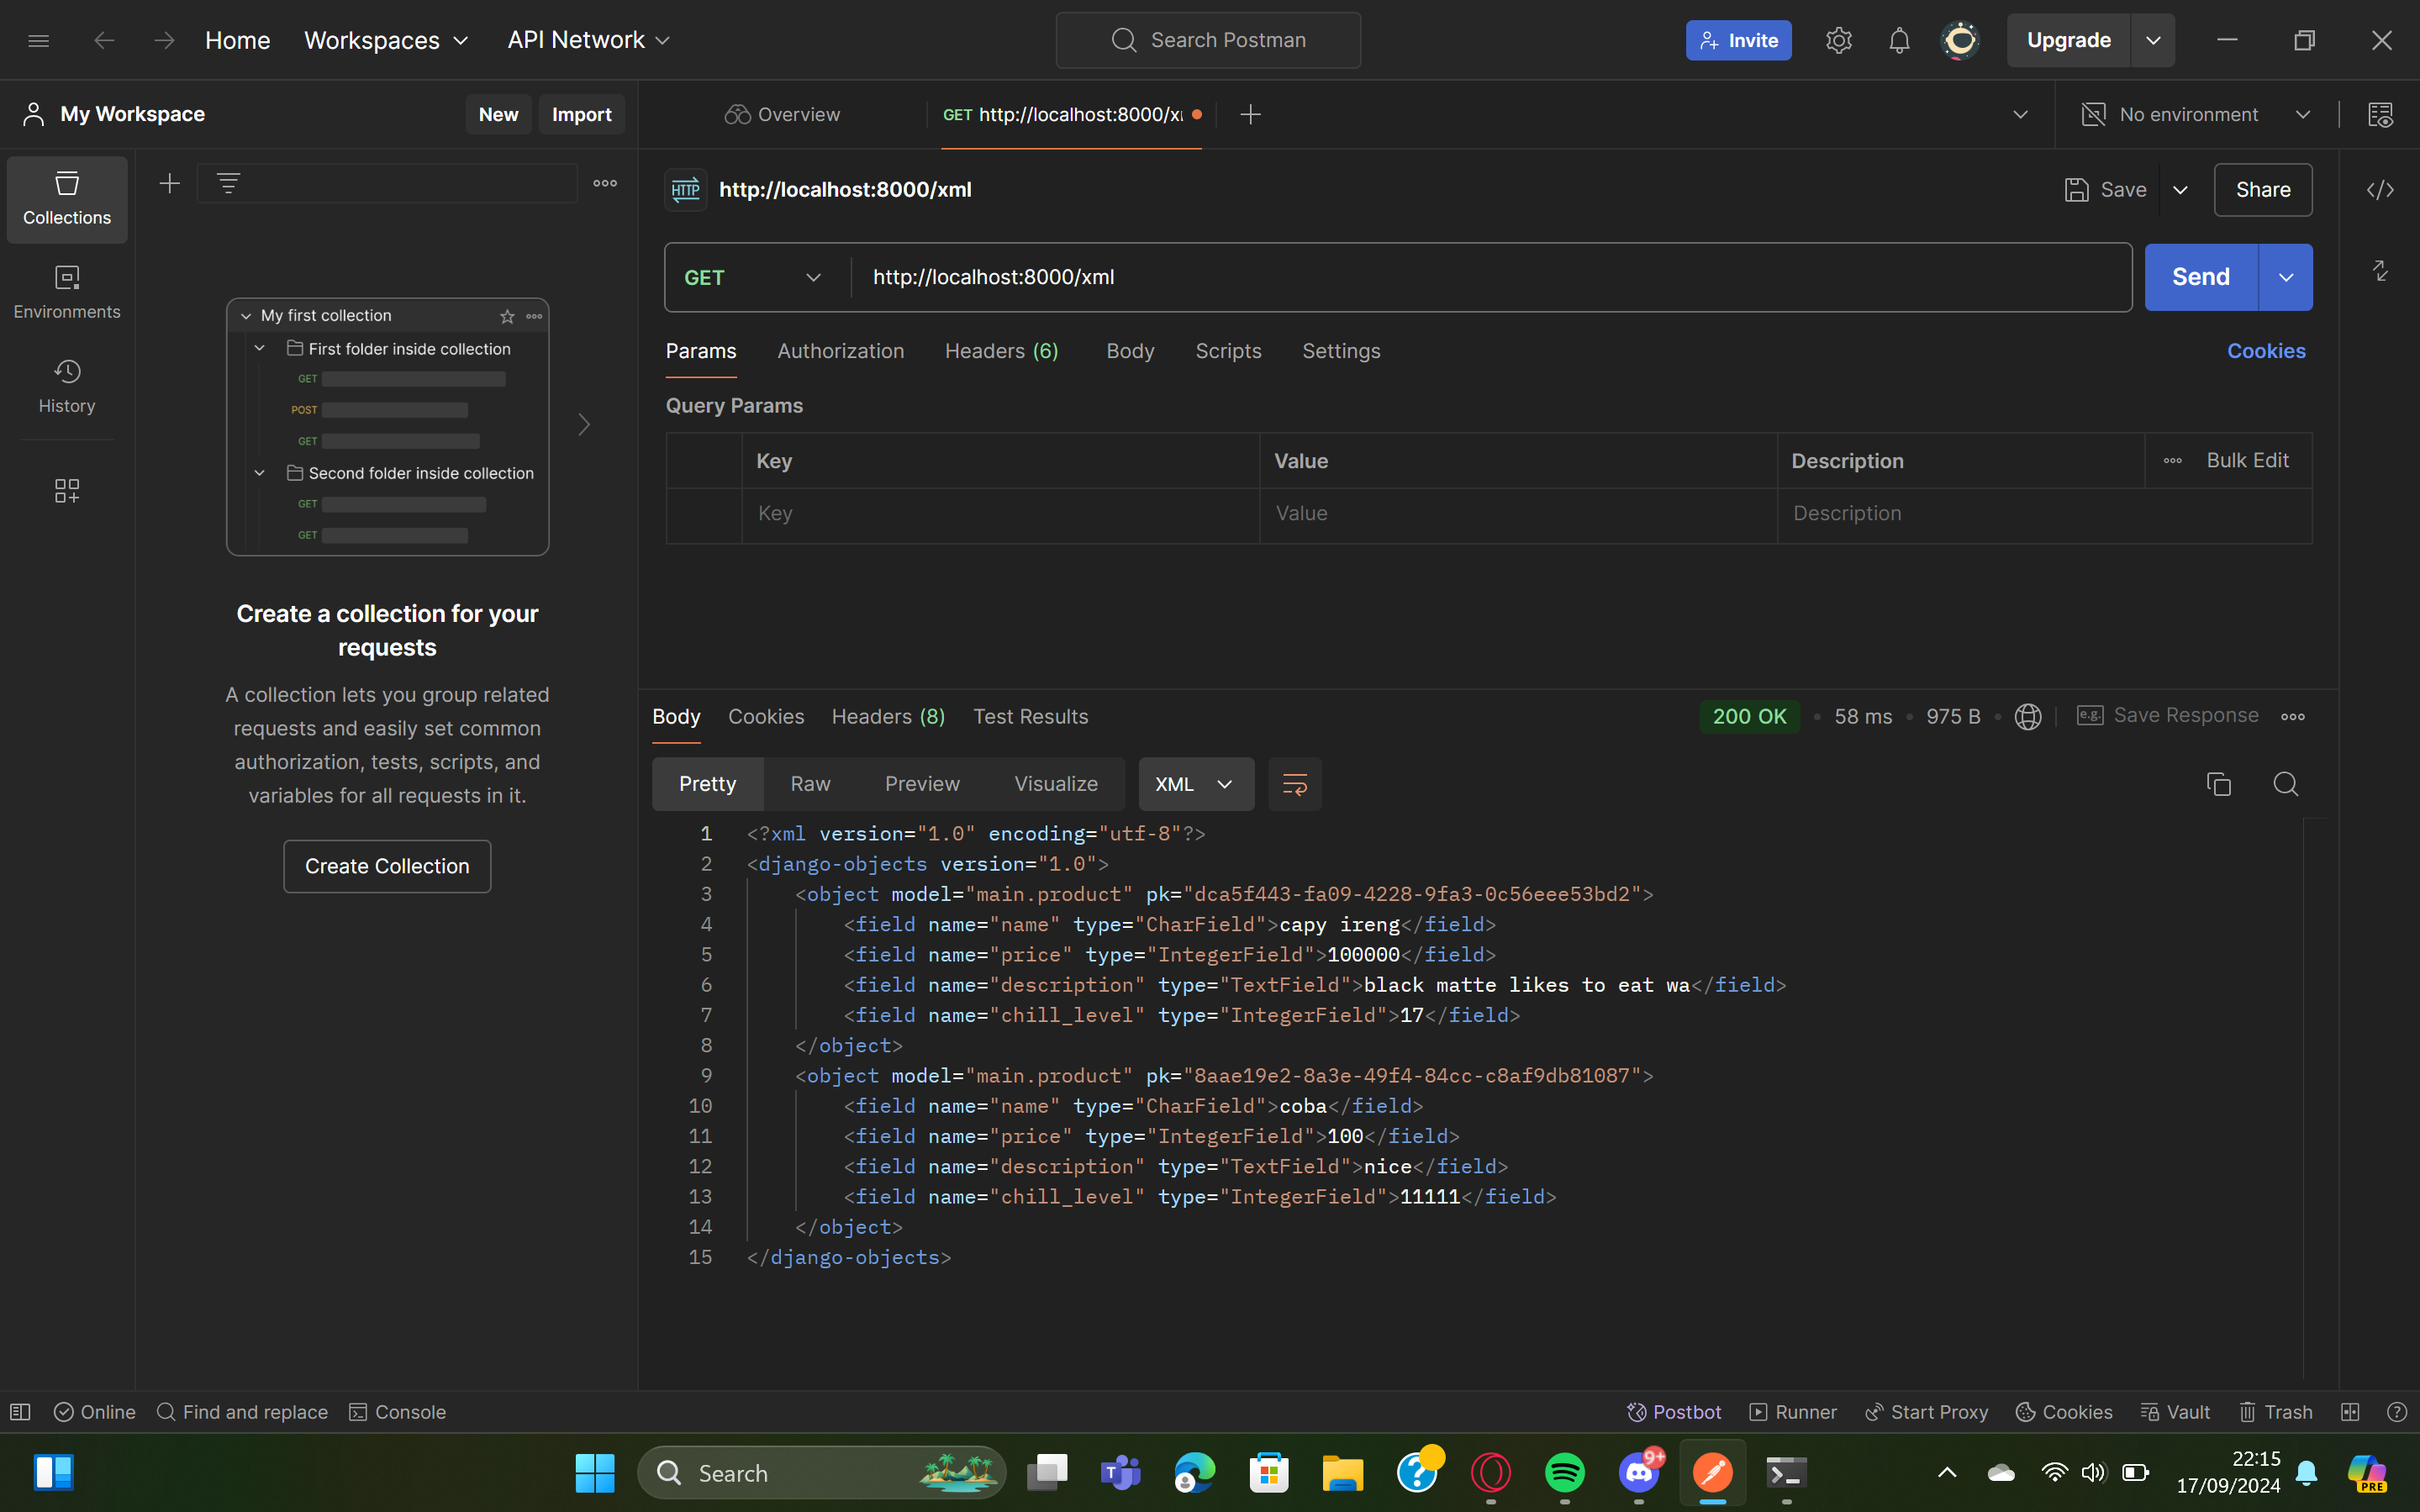 Home
Workspaces
API Network
Search Postman
Invite
Upgrade
My Workspace
New
Import
Overview
GET http://localhost:8000/xı
No environment
Collections
Environments
History
My first collection
First folder inside collection
GET
POST
GET
Second folder inside collection
GET
GET
Create a collection for your
requests
A collection lets you group related
requests and easily set common
authorization, tests, scripts, and
variables for all requests in it.
Create Collection
HTTP
http://localhost:8000/xml
Save
Share
GET
http://localhost:8000/xml
Send
Params
Authorization
Headers (6)
Body
Scripts
Settings
Cookies
Query Params
Key
Value
Description
Bulk Edit
Key
Value
Description
Body
Cookies
Headers (8)
Test Results
200 OK
58 ms
975 B
e.g.
Save Response
Pretty
Raw
Preview
Visualize
XML
1 <?xml version="1.0" encoding="utf-8"?>
2 <django-objects version="1.0">
3 <object model="main.product" pk="dca5f443-fa09-4228-9fa3-0c56eee53bd2">
4 <field name="name" type="CharField">capy ireng</field>
5 <field name="price" type="IntegerField">100000</field>
6 <field name="description" type="TextField">black matte likes to eat wa</field>
7 <field name="chill_level" type="IntegerField">17</field>
8 </object>
9 <object model="main.product" pk="8aae19e2-8a3e-49f4-84cc-c8af9db81087">
10 <field name="name" type="CharField">coba</field>
11 <field name="price" type="IntegerField">100</field>
12 <field name="description" type="TextField">nice</field>
13 <field name="chill_level" type="IntegerField">11111</field>
14 </object>
15 </django-objects>
Online
Find and replace
Console
Postbot
Runner
Start Proxy
Cookies
Vault
Trash
Search
T
9+
22:15
17/09/2024
PRE